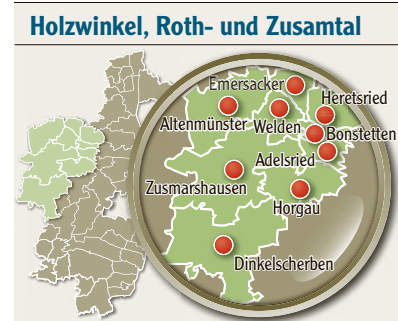 Holzwinkel, Roth- und Zusamtal
Emersacker
Heretsried
Altenmünster
Welden
Bonstetten
Adelsried
Zusmarshausen
Horgau
Dinkelscherben